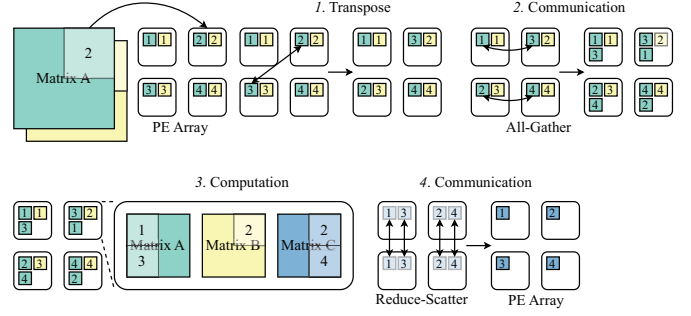 1. Transpose
2. Communication
2
Matrix A
1 1 2 2
3 3 4 4
PE Array
1 1 2 2
3 3 4 4
1 1 3 2
2 3 4 4
1 1 3 2
2 3 4 4
All-Gather
1 1 3 2
3 1
2 3 4 4
4 2
3. Computation
4. Communication
1 1 3 2
3 1
2 3 4 4
4 2
1 2 2
Matrix A Matrix B Matrix C
3 4
1 3 2 4
1 3 2 4
Reduce-Scatter
1 2
3 4
PE Array